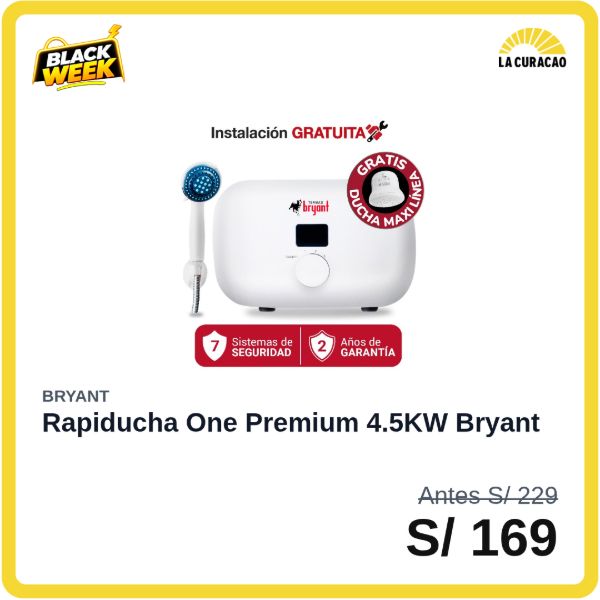 BLACK
WEEK
LA CURACAO
Instalación GRATUITA
GRATIS
DUCHA MAXI LÍNEA
TERMAS
bryant
7 Sistemas de
SEGURIDAD
2 Años de
GARANTÍA
BRYANT
Rapiducha One Premium 4.5KW Bryant
Antes S/ 229
S/ 169